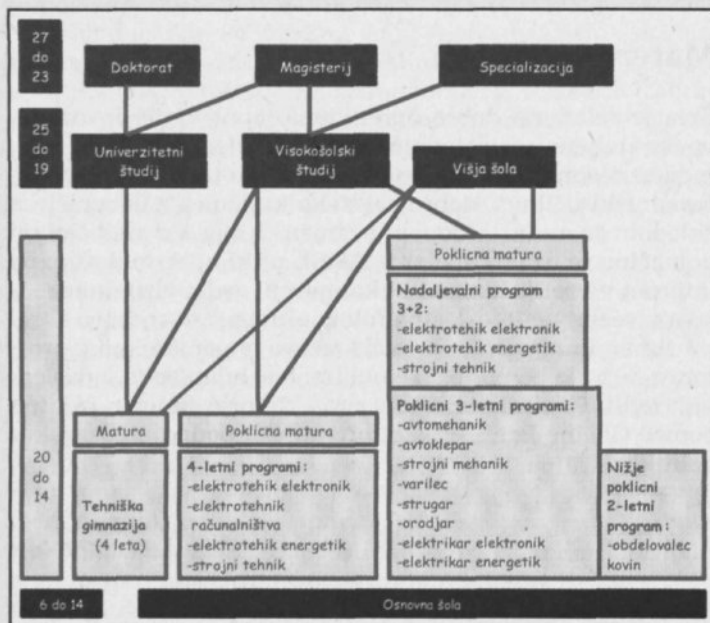 27
do
23
Doktorat
Magisterij
Specializacija
25
do
19
Univerzitetni
študij
Visokošolski
študij
Višja šola
Poklicna matura
Nadaljevalni program
3+2:
-elektrotehik elektronik
-elektrotehik energetik
-strojni tehnik
Matura
Poklicna matura
20
do
14
Tehniška
gimnazija
(4 leta)
4-letni programi:
-elektrotehik elektronik
-elektrotehnik
računalništva
-elektrotehik energetik
-strojni tehnik
Poklicni 3-letni programi:
-avtomehanik
-avtoklepar
-strojni mehanik
-varilec
-strugar
-orodjar
-elektrikar elektronik
-elektrikar energetik
Nižje
poklicni
2-letni
program:
-obdelovalec
kovin
6 do 14
Osnovna šola